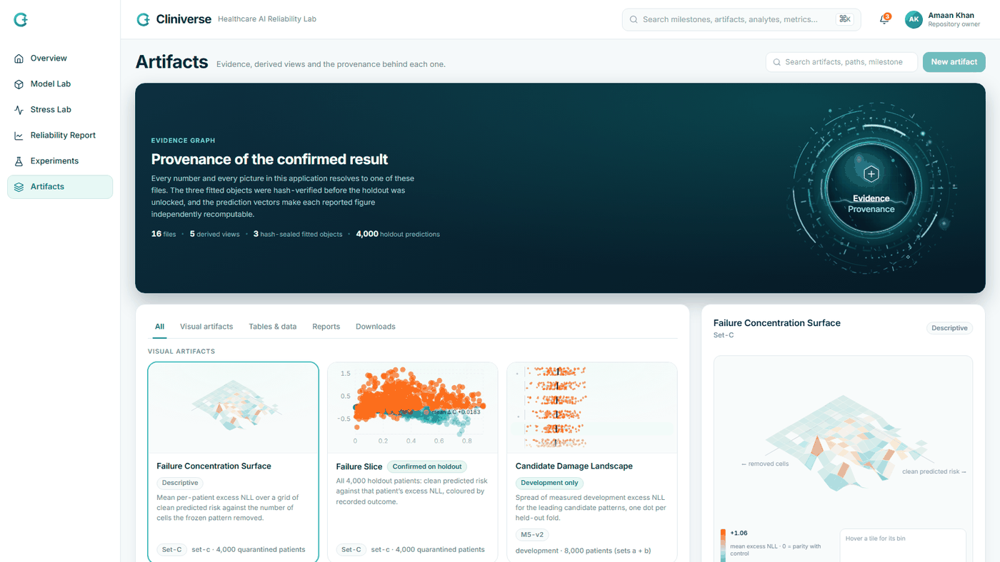 Cliniverse Healthcare AI Reliability Lab
Search milestones, artifacts, analytes, metrics... ⌘K
3
AK
Amaan Khan
Repository owner
Overview
Model Lab
Stress Lab
Reliability Report
Experiments
Artifacts
Artifacts Evidence, derived views and the provenance behind each one.
Search artifacts, paths, milestone
New artifact
EVIDENCE GRAPH
Provenance of the confirmed result
Every number and every picture in this application resolves to one of these
files. The three fitted objects were hash-verified before the holdout was
unlocked, and the prediction vectors make each reported figure
independently recomputable.
16 files · 5 derived views · 3 hash-sealed fitted objects · 4,000 holdout predictions
Evidence
Provenance
All Visual artifacts Tables & data Reports Downloads
VISUAL ARTIFACTS
Failure Concentration Surface
Descriptive
Mean per-patient excess NLL over a grid of
clean predicted risk against the number of
cells the frozen pattern removed.
Set-C set-c · 4,000 quarantined patients
1.5
0.5
−0.5
0 0.2 0.4 0.6 0.8
mean Δ C +0.0183
Failure Slice Confirmed on holdout
All 4,000 holdout patients: clean predicted risk
against that patient's excess NLL, coloured by
recorded outcome.
Set-C set-c · 4,000 quarantined patients
Candidate Damage Landscape
Development only
Spread of measured development excess NLL
for the leading candidate patterns, one dot per
held-out fold.
M5-v2
development · 8,000 patients (sets a + b)
Failure Concentration Surface
Set-C
Descriptive
← removed cells
clean predicted risk →
+1.06
mean excess NLL · 0 = parity with
control
Hover a tile for its bin